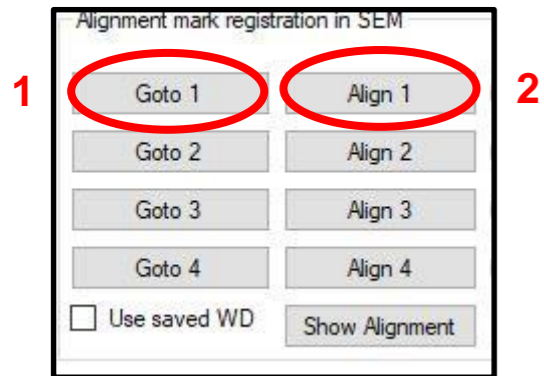 Alignment mark registration in SEM
1 Goto 1 Align 1 2
Goto 2 Align 2
Goto 3 Align 3
Goto 4 Align 4
Use saved WD Show Alignment